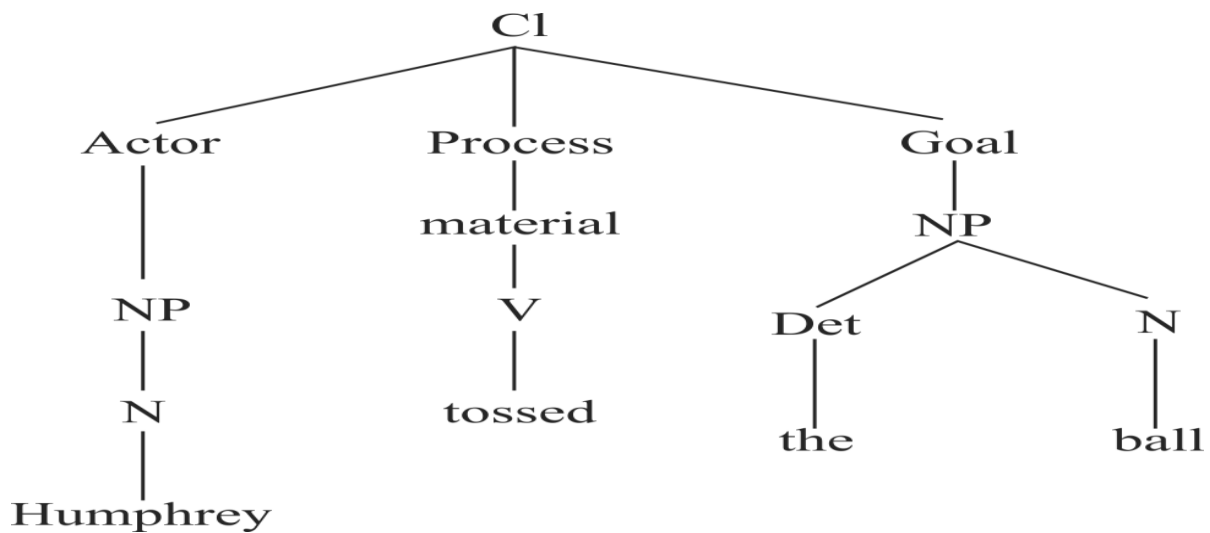 Cl
Actor Process Goal
material NP
NP V Det N
N tossed the ball
Humphrey